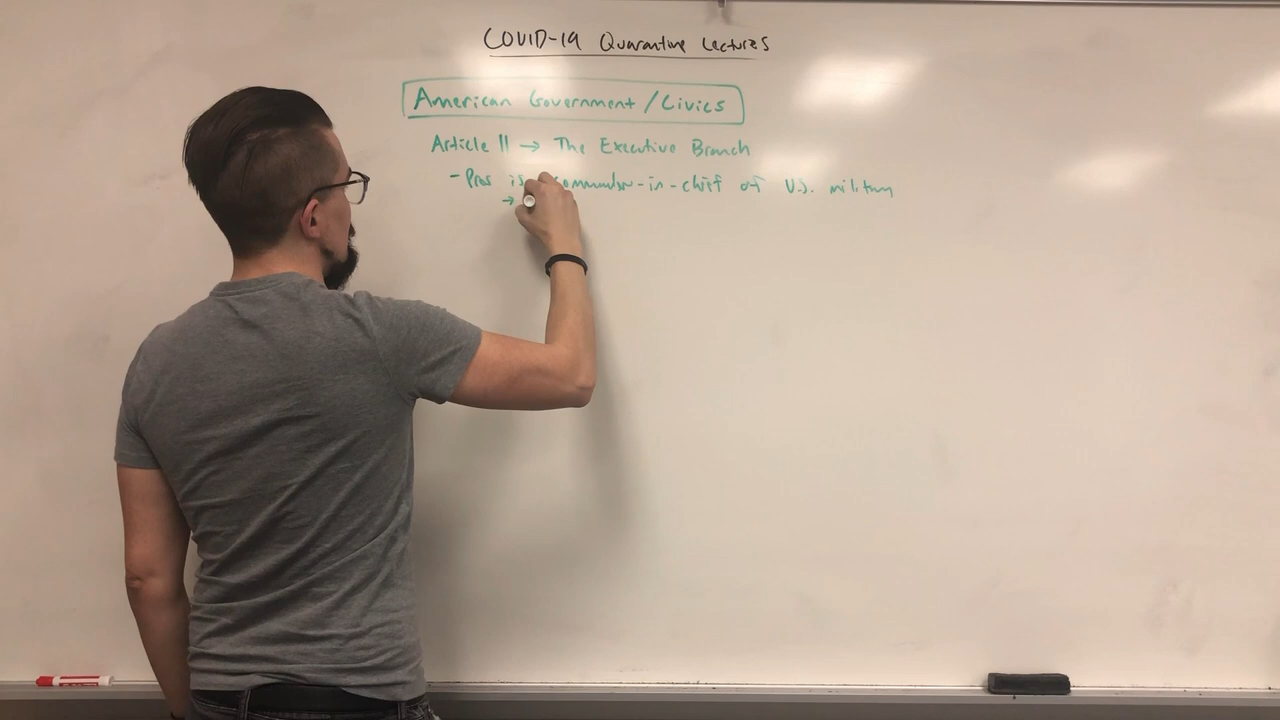 COVID-19 Quarantine Lectures
American Government/Civics
Article II → The Executive Branch
- Pres is commander-in-chief of U.S. military
→